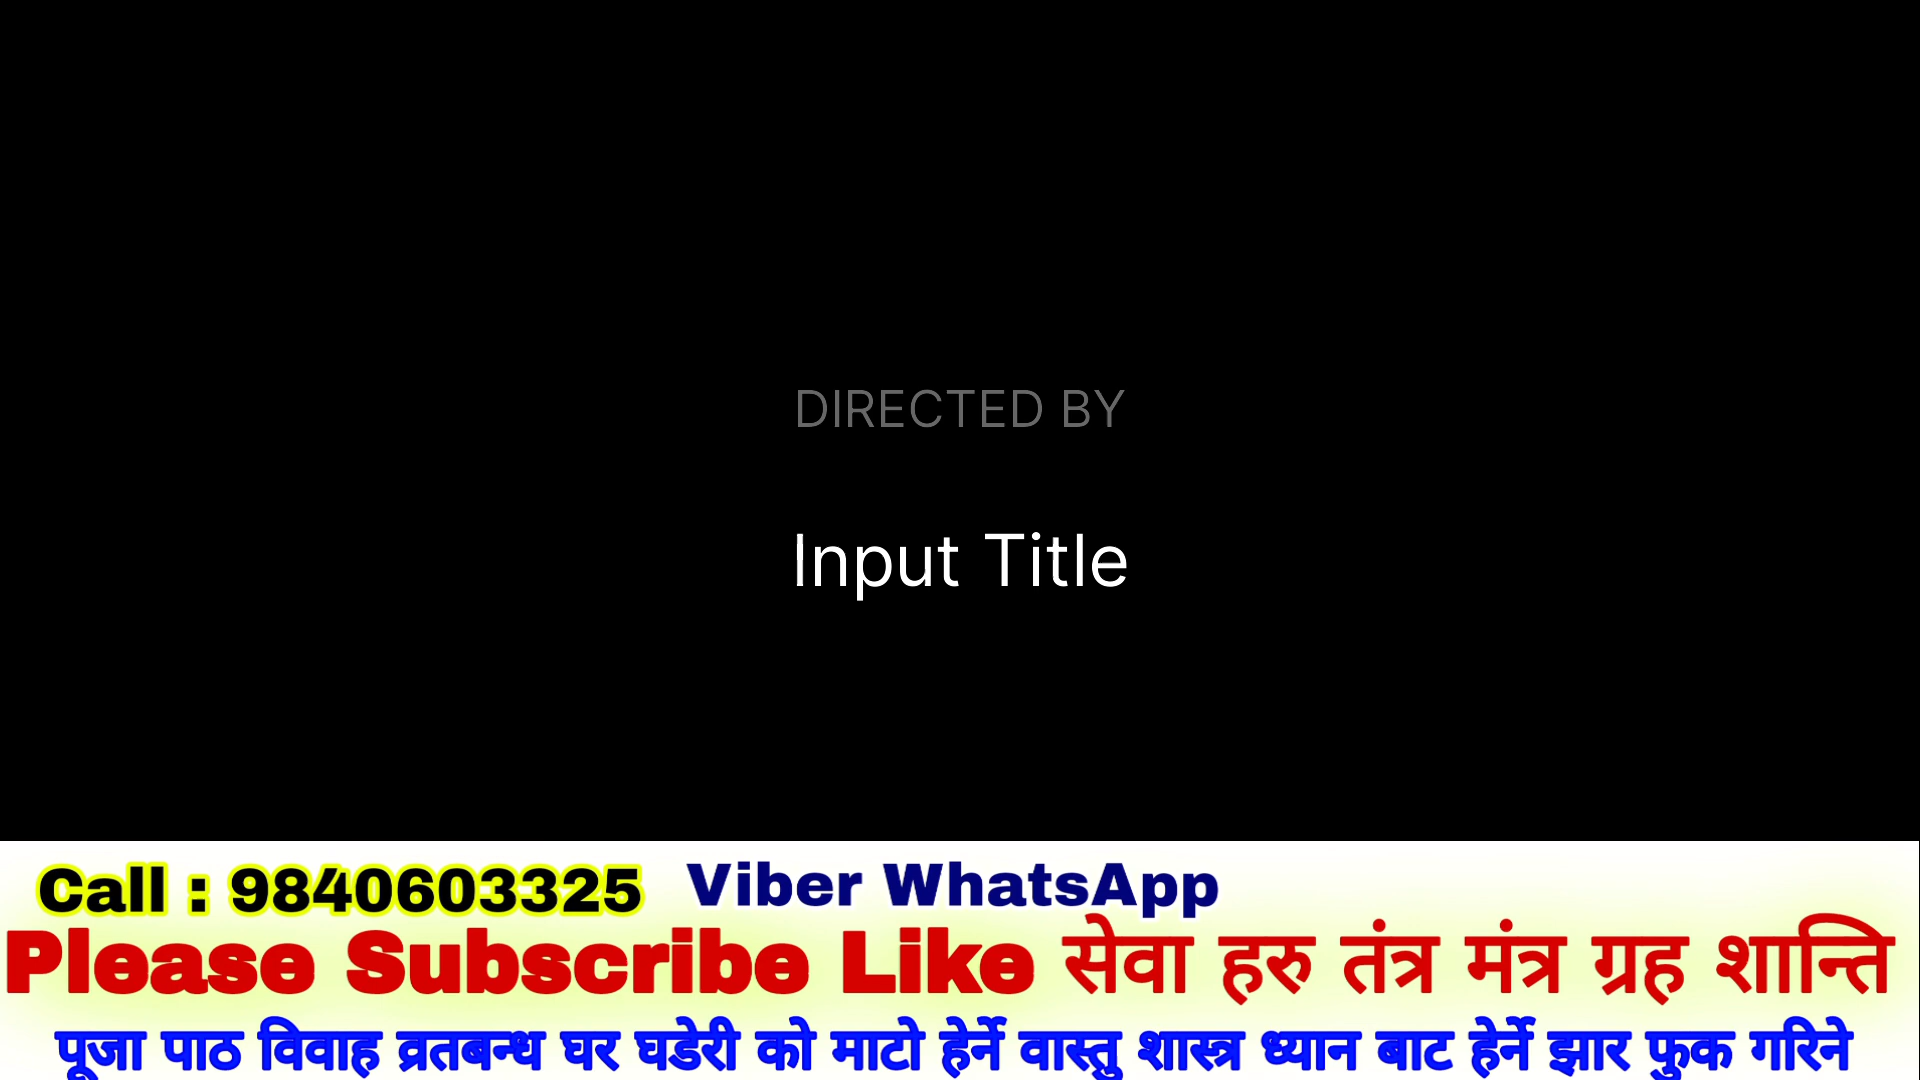 DIRECTED BY
Input Title
Call : 9840603325 Viber WhatsApp
Please Subscribe Like सेवा हरु तंत्र मंत्र ग्रह शान्ति
पूजा पाठ विवाह व्रतबन्ध घर घडेरी को माटो हेर्ने वास्तु शास्त्र ध्यान बाट हेर्ने झार फुक गरिने